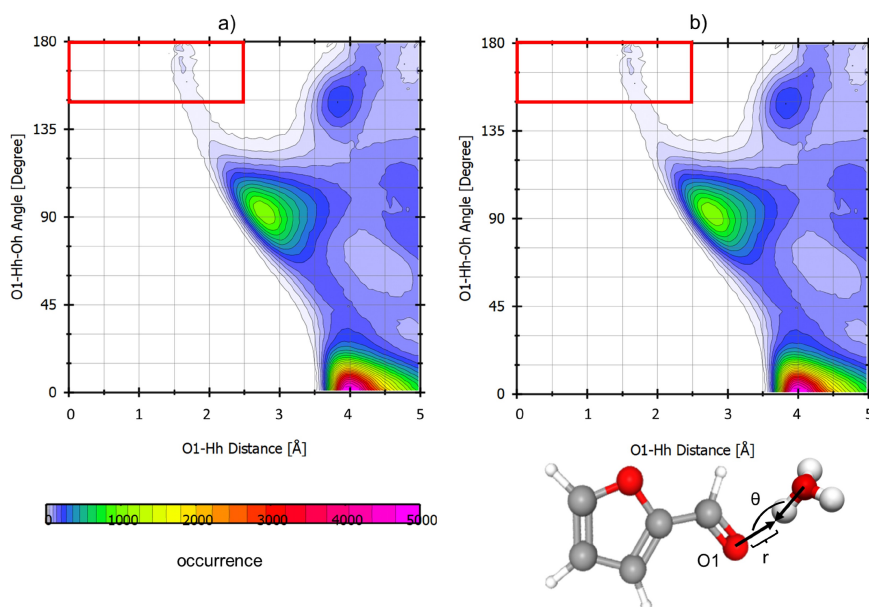 a)
b)
180
135
90
45
0
O1-Hh-Oh Angle [Degree]
0 1 2 3 4 5
O1-Hh Distance [Å]
180
135
90
45
0
O1-Hh-Oh Angle [Degree]
0 1 2 3 4 5
O1-Hh Distance [Å]
0 1000 2000 3000 4000 5000
occurrence
θ
O1
r